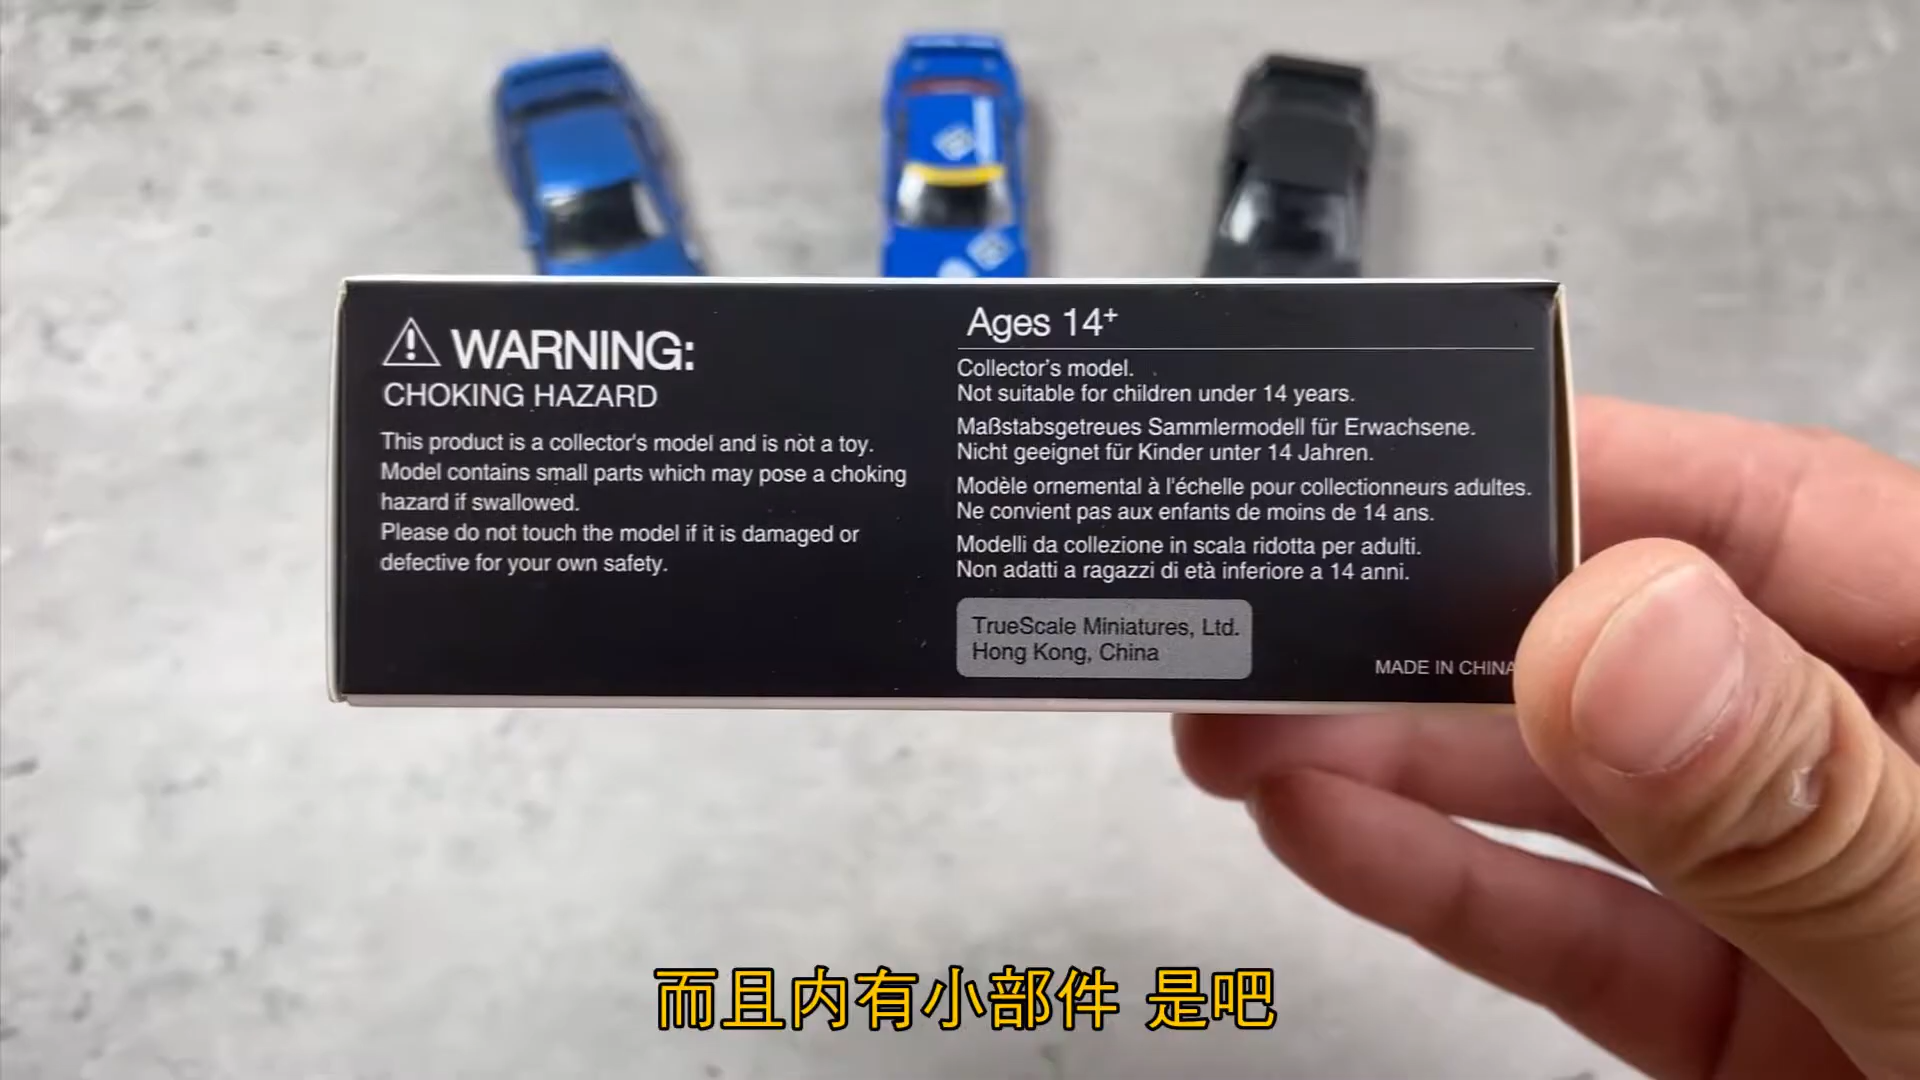 WARNING:
CHOKING HAZARD
This product is a collector's model and is not a toy.
Model contains small parts which may pose a choking
hazard if swallowed.
Please do not touch the model if it is damaged or
defective for your own safety.
Ages 14+
Collector's model.
Not suitable for children under 14 years.
Maßstabsgetreues Sammlermodell für Erwachsene.
Nicht geeignet für Kinder unter 14 Jahren.
Modèle ornemental à l'échelle pour collectionneurs adultes.
Ne convient pas aux enfants de moins de 14 ans.
Modelli da collezione in scala ridotta per adulti.
Non adatti a ragazzi di età inferiore a 14 anni.
TrueScale Miniatures, Ltd.
Hong Kong, China
MADE IN CHINA
而且内有小部件 是吧